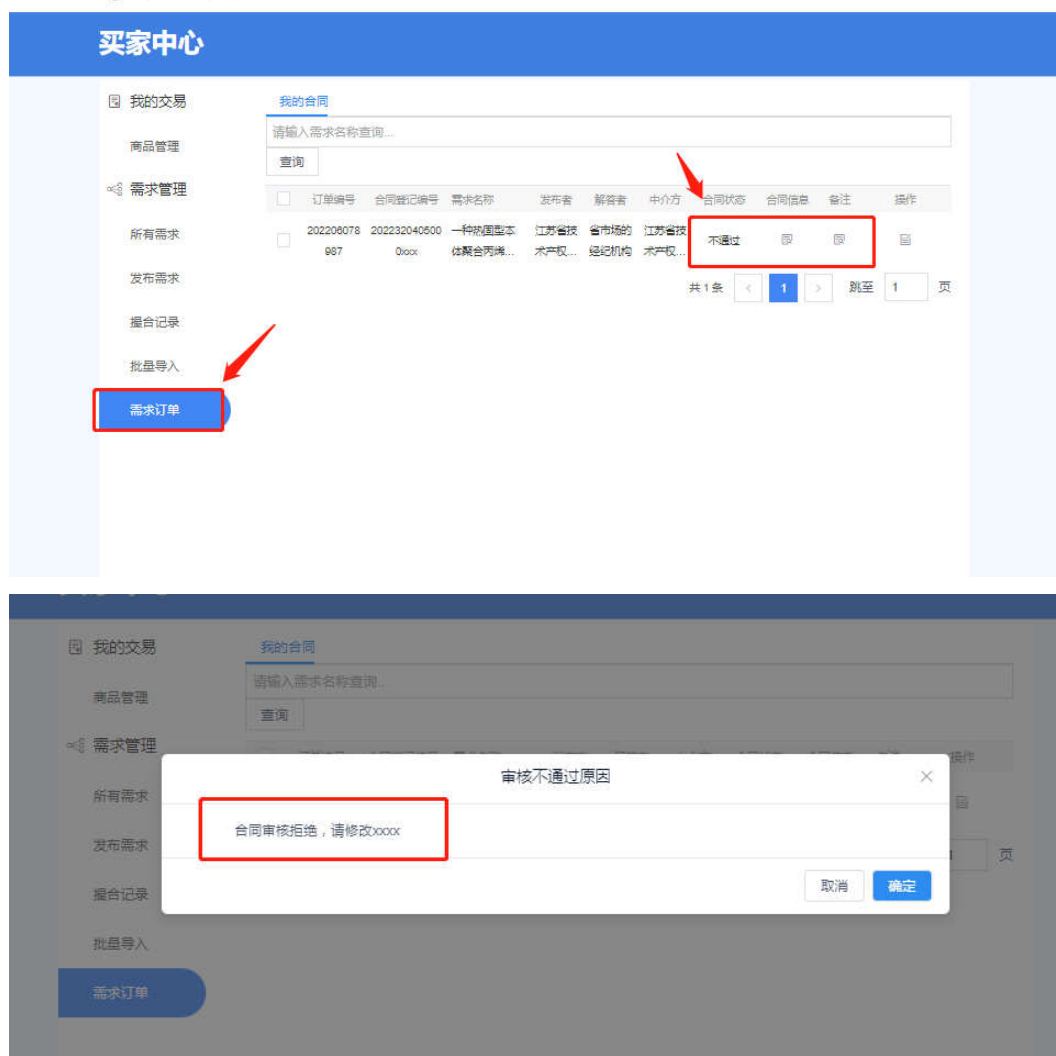 买家中心
我的交易
商品管理
需求管理
所有需求
发布需求
撮合记录
批量导入
需求订单
我的合同
请输入需求名称查询...
查询
订单编号 合同登记编号 需求名称 发布者 解答者 中介方 合同状态 合同信息 备注 操作
202206078 202232040500 一种热固型本 江苏省技 省市场的 江苏省技 不通过
987 0xxx 体聚合丙烯... 术产权... 经纪机构 术产权...
共1条 < 1 > 跳至 1 页
我的交易
商品管理
需求管理
所有需求
发布需求
撮合记录
批量导入
需求订单
我的合同
请输入需求名称查询...
查询
操作
审核不通过原因
合同审核拒绝，请修改xxxx
取消 确定
页